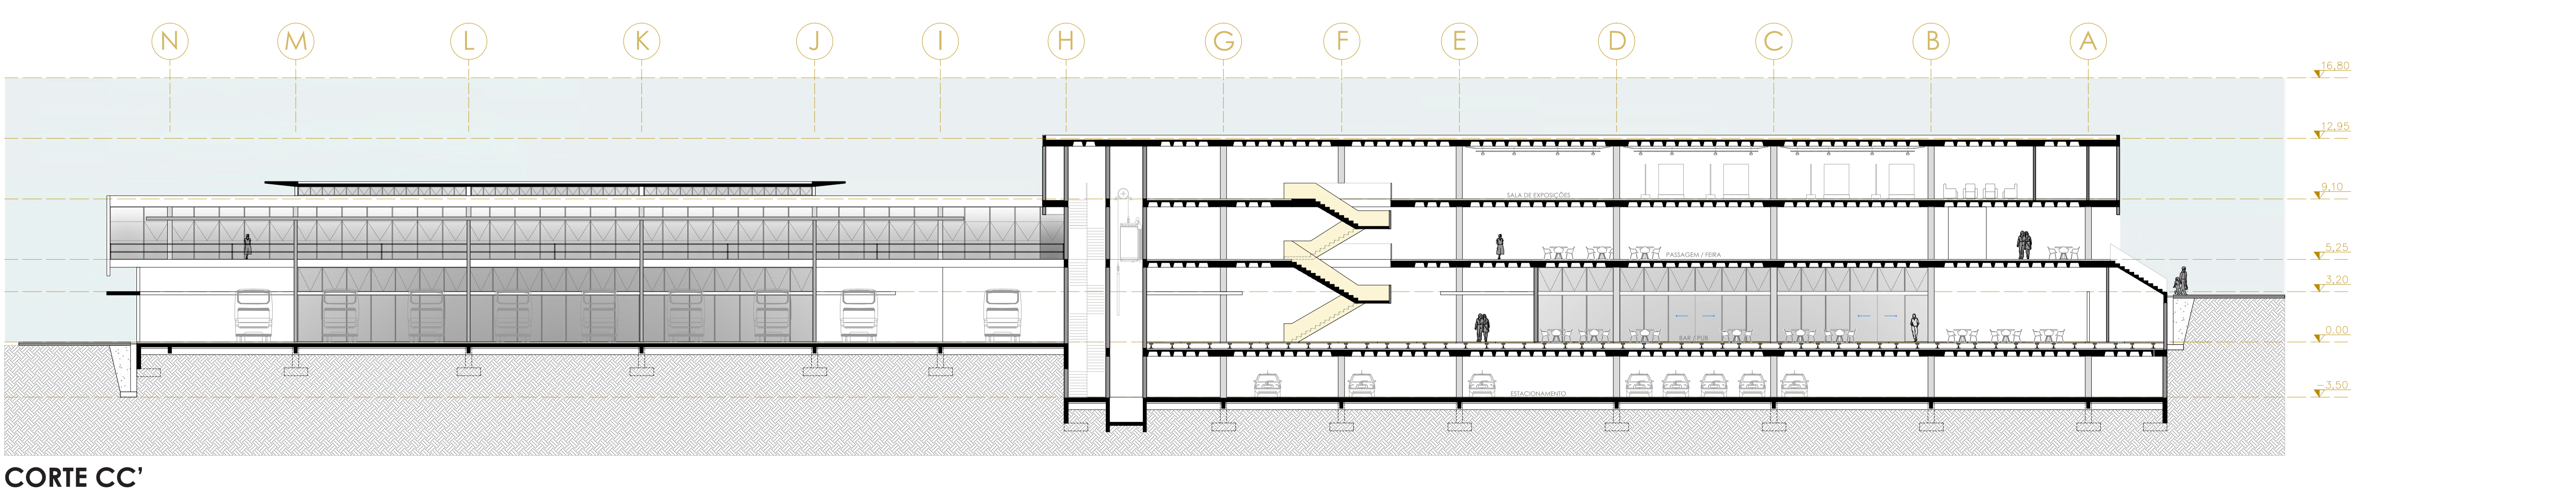 N M L K J I H G F E D C B A
16,80
12,95
SALA DE EXPOSIÇÕES
9,10
PASSAGEM / FEIRA
5,25
3,20
BAR / PUB
0,00
ESTACIONAMENTO
-3,50
CORTE CC'